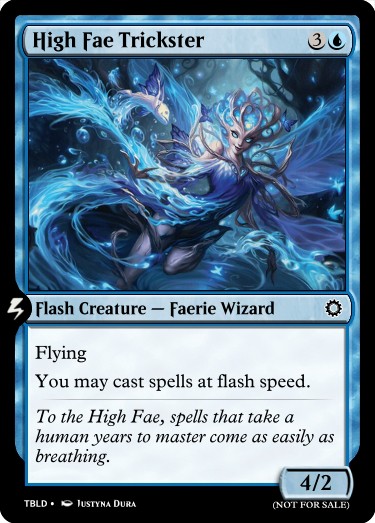 High Fae Trickster 3
Flash Creature — Faerie Wizard
Flying
You may cast spells at flash speed.
To the High Fae, spells that take a
human years to master come as easily as
breathing.
4/2
TBLD • Justyna Dura
(NOT FOR SALE)